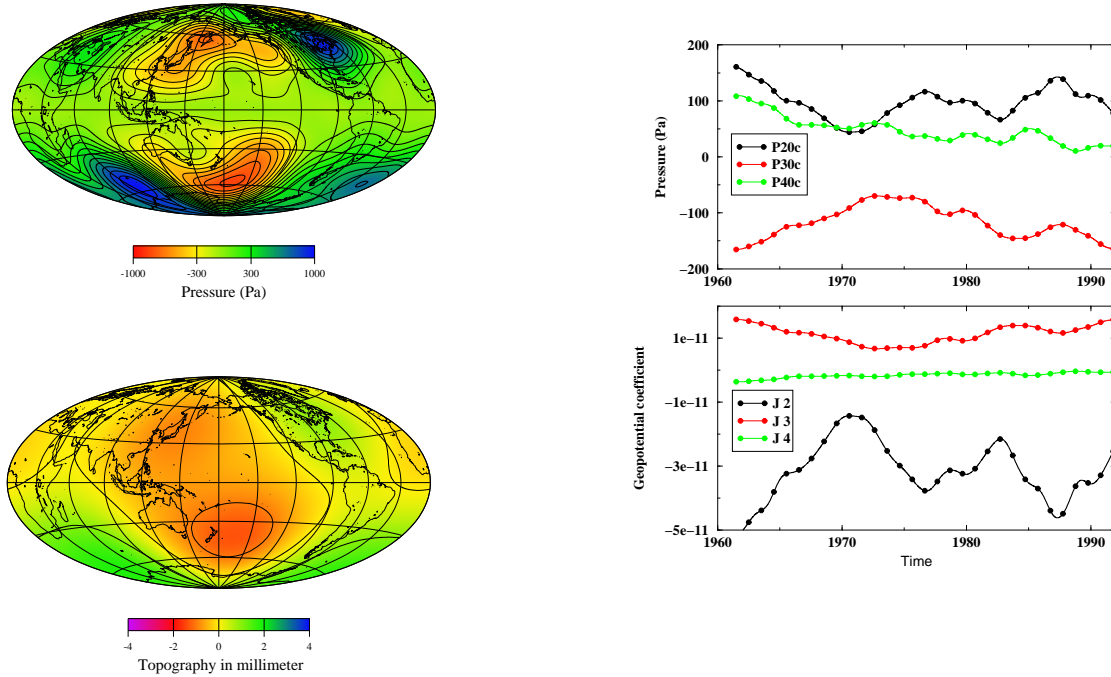 -1000
-300
300
1000
Pressure (Pa)
-4
-2
0
2
4
Topography in millimeter
200
100
0
−100
−200
Pressure (Pa)
P20c
P30c
P40c
1960
1970
1980
1990
1e−11
−1e−11
−3e−11
−5e−11
Geopotential coefficient
J 2
J 3
J 4
1960
1970
1980
1990
Time